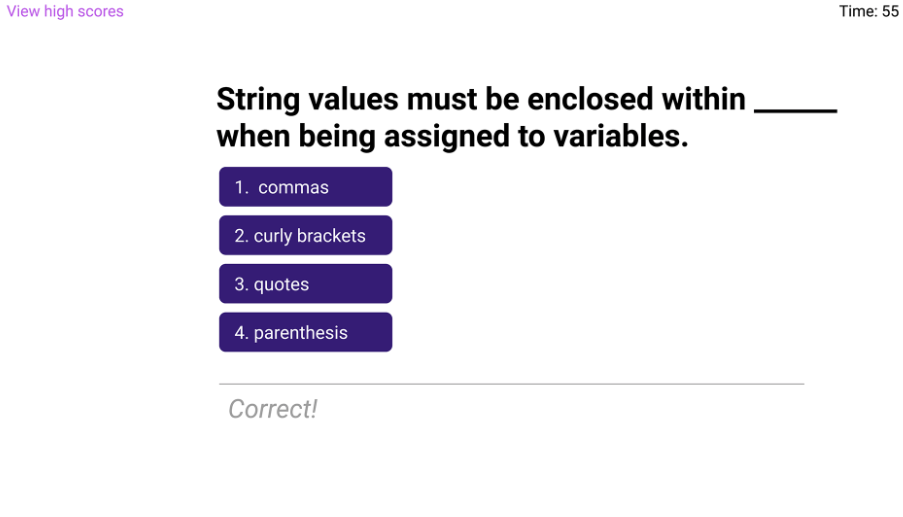 View high scores
Time: 55
String values must be enclosed within ______
when being assigned to variables.
1. commas
2. curly brackets
3. quotes
4. parenthesis
Correct!